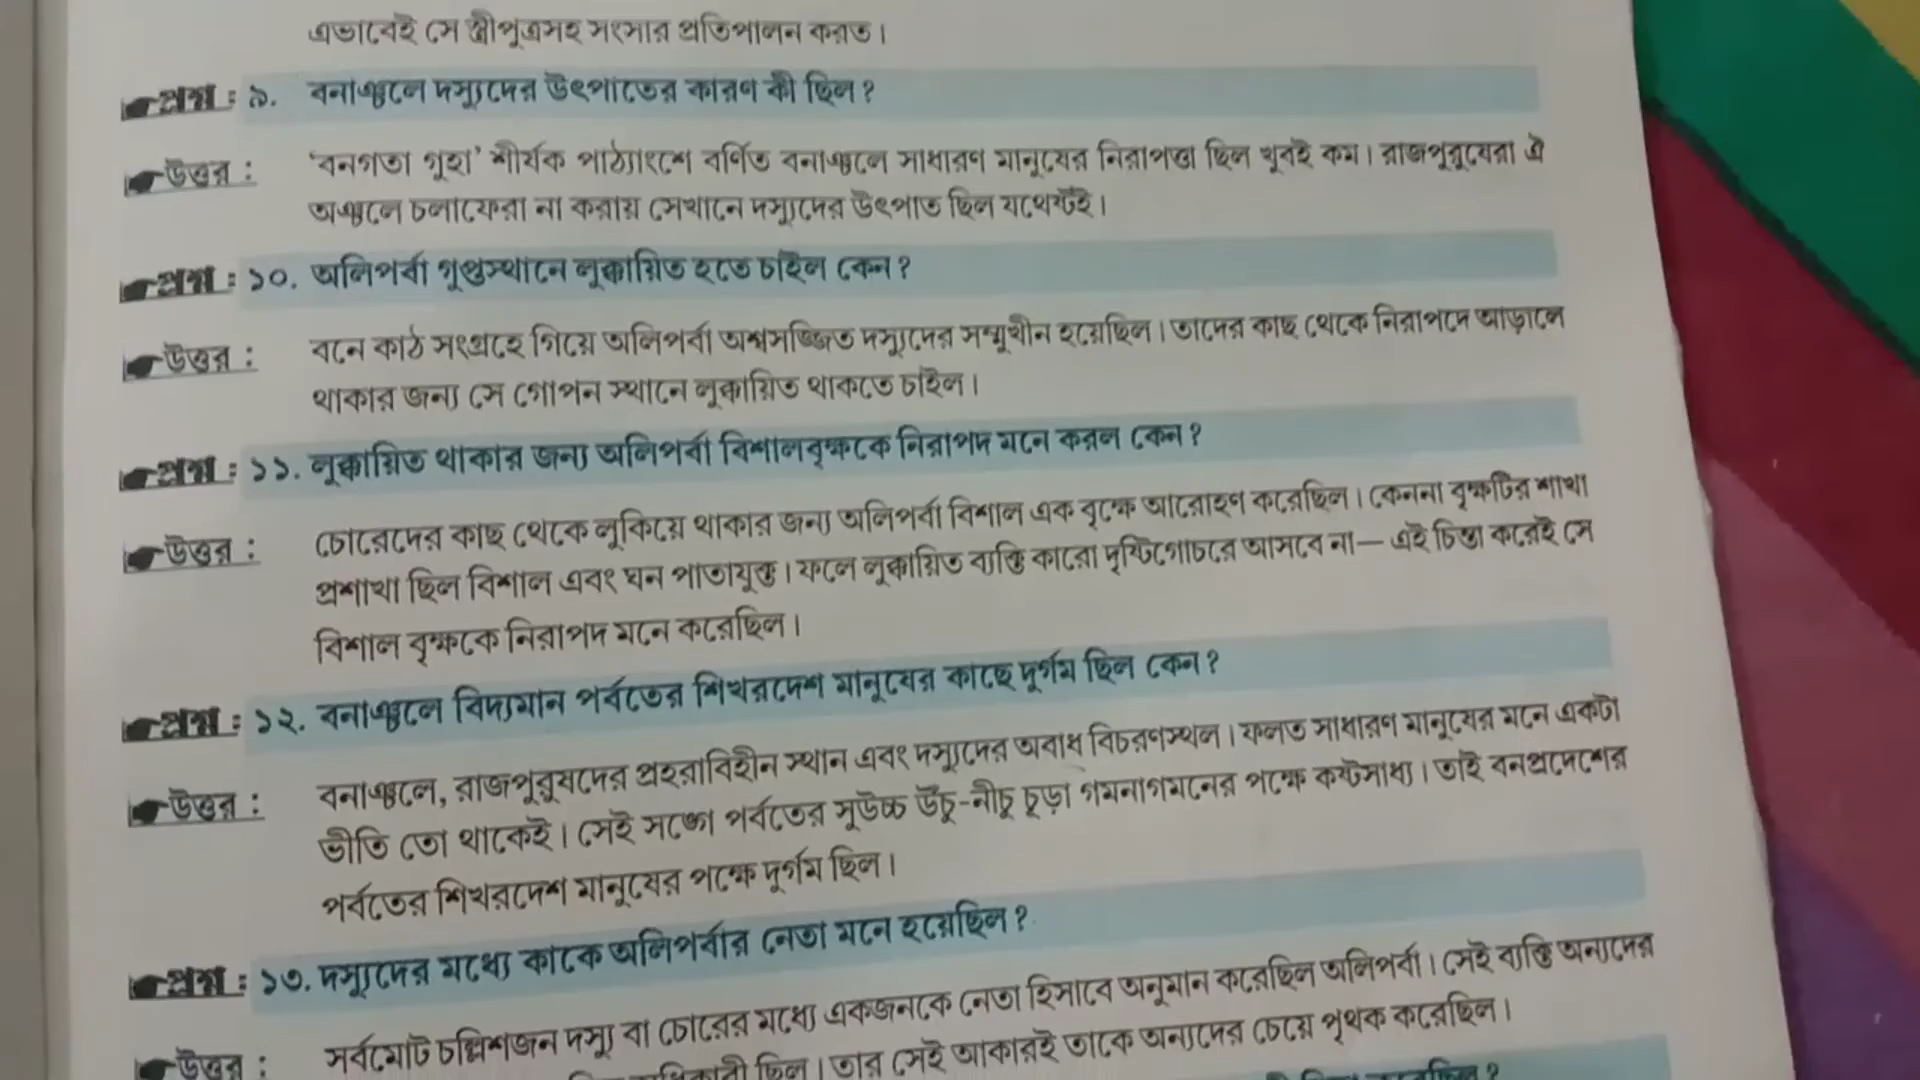 এভাবেই সে স্ত্রীপুত্রসহ সংসার প্রতিপালন করত।
প্রশ্ন : ৯. বনাঞ্চলে দস্যুদের উৎপাতের কারণ কী ছিল?
উত্তর : 'বনগতা গুহা' শীর্ষক পাঠ্যাংশে বর্ণিত বনাঞ্চলে সাধারণ মানুষের নিরাপত্তা ছিল খুবই কম। রাজপুরুষেরা ঐ
অঞ্চলে চলাফেরা না করায় সেখানে দস্যুদের উৎপাত ছিল যথেষ্টই।
প্রশ্ন : ১০. অলিপর্বা গুপ্তস্থানে লুক্কায়িত হতে চাইল কেন?
উত্তর : বনে কাঠ সংগ্রহে গিয়ে অলিপর্বা অশ্বসজ্জিত দস্যুদের সম্মুখীন হয়েছিল। তাদের কাছ থেকে নিরাপদে আড়ালে
থাকার জন্য সে গোপন স্থানে লুক্কায়িত থাকতে চাইল।
প্রশ্ন : ১১. লুক্কায়িত থাকার জন্য অলিপর্বা বিশালবৃক্ষকে নিরাপদ মনে করল কেন?
উত্তর : চোরেদের কাছ থেকে লুকিয়ে থাকার জন্য অলিপর্বা বিশাল এক বৃক্ষে আরোহণ করেছিল। কেননা বৃক্ষটির শাখা
প্রশাখা ছিল বিশাল এবং ঘন পাতাযুক্ত। ফলে লুক্কায়িত ব্যক্তি কারো দৃষ্টিগোচরে আসবে না— এই চিন্তা করেই সে
বিশাল বৃক্ষকে নিরাপদ মনে করেছিল।
প্রশ্ন : ১২. বনাঞ্চলে বিদ্যমান পর্বতের শিখরদেশ মানুষের কাছে দুর্গম ছিল কেন?
উত্তর : বনাঞ্চলে, রাজপুরুষদের প্রহরাবিহীন স্থান এবং দস্যুদের অবাধ বিচরণস্থল। ফলত সাধারণ মানুষের মনে একটা
ভীতি তো থাকেই। সেই সঙ্গে পর্বতের সুউচ্চ উঁচু-নীচু চূড়া গমনাগমনের পক্ষে কষ্টসাধ্য। তাই বনপ্রদেশের
পর্বতের শিখরদেশ মানুষের পক্ষে দুর্গম ছিল।
প্রশ্ন : ১৩. দস্যুদের মধ্যে কাকে অলিপর্বার নেতা মনে হয়েছিল?
উত্তর : সর্বমোট চল্লিশজন দস্যু বা চোরের মধ্যে একজনকে নেতা হিসাবে অনুমান করেছিল অলিপর্বা। সেই ব্যক্তি অন্যদের
ছিল। তার সেই আকারই তাকে অন্যদের চেয়ে পৃথক করেছিল।